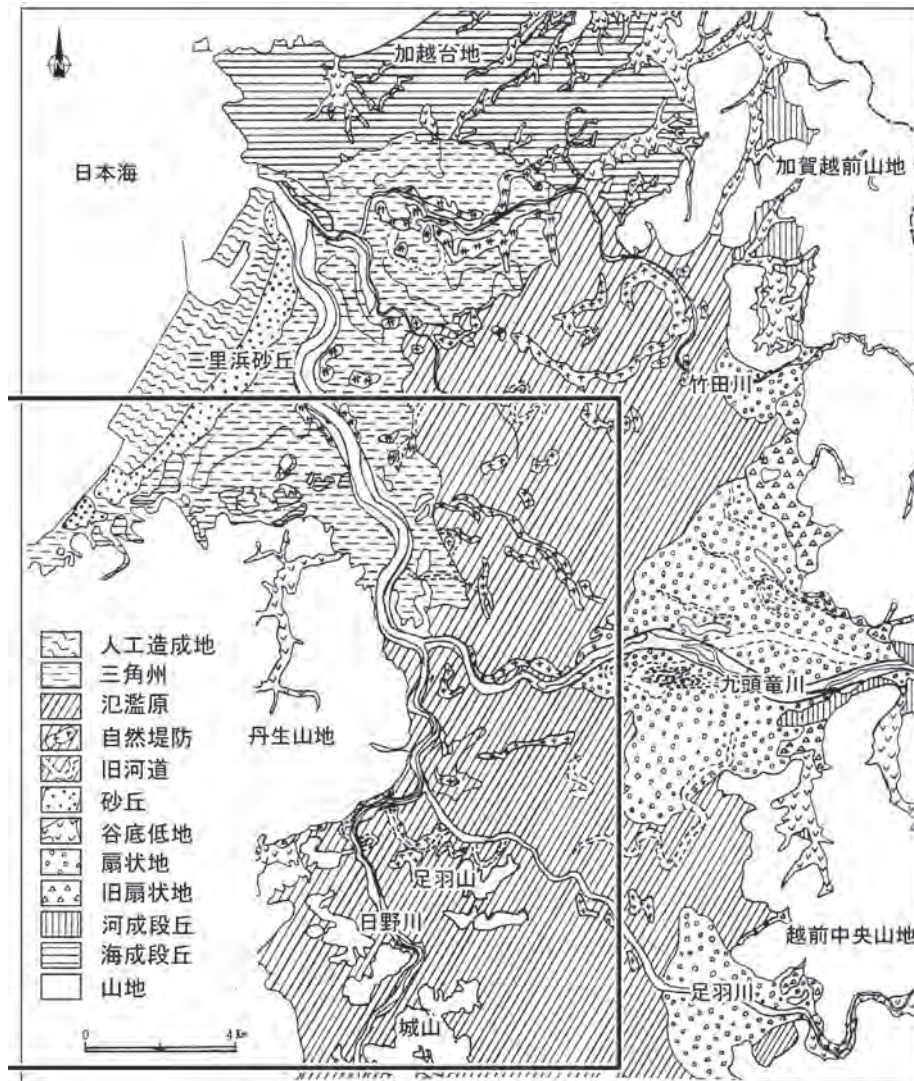 加越台地
日本海
加賀越前山地
三里浜砂丘
竹田川
九頭竜川
丹生山地
足羽山
日野川
越前中央山地
足羽川
城山
人工造成地
三角州
氾濫原
自然堤防
旧河道
砂丘
谷底低地
扇状地
旧扇状地
河成段丘
海成段丘
山地
0 4 Km